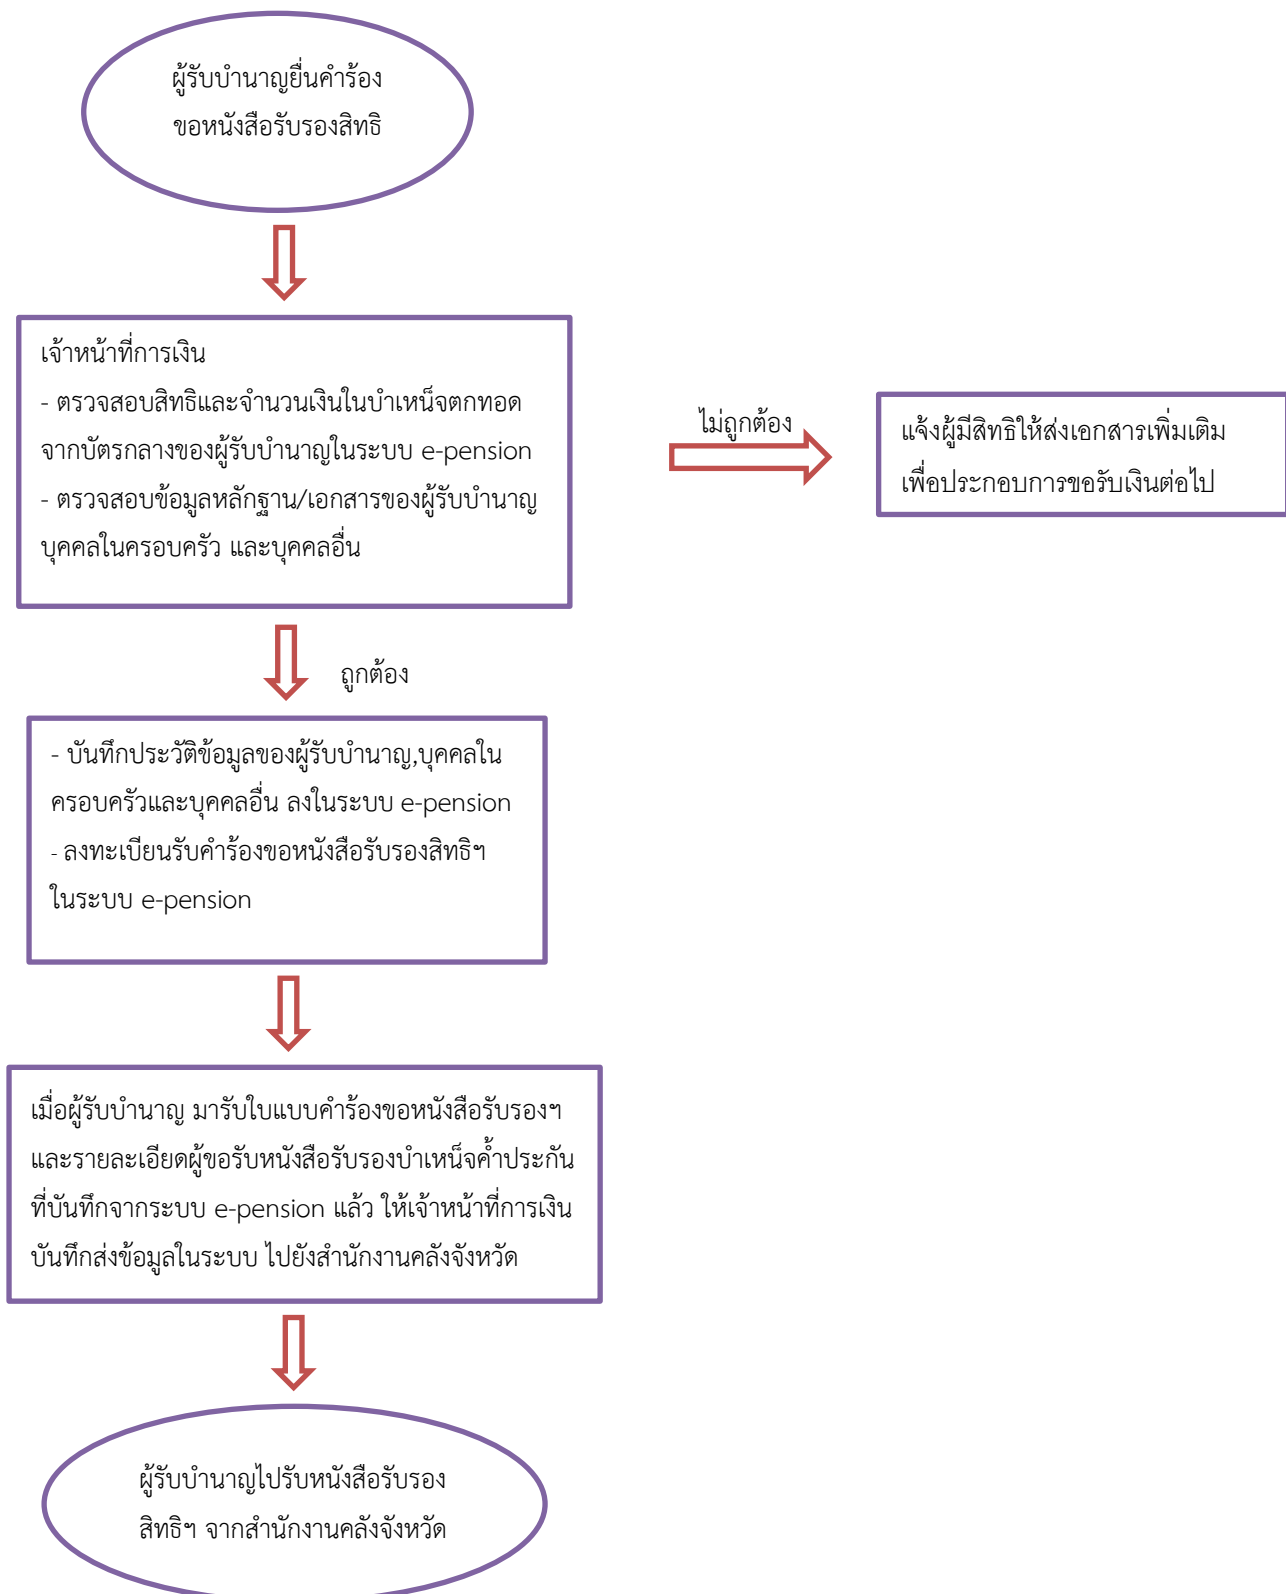 ผู้รับบำนาญยื่นคำร้อง
ขอหนังสือรับรองสิทธิ
เจ้าหน้าที่การเงิน
- ตรวจสอบสิทธิและจำนวนเงินในบำเหน็จตกทอด
จากบัตรกลางของผู้รับบำนาญในระบบ e-pension
- ตรวจสอบข้อมูลหลักฐาน/เอกสารของผู้รับบำนาญ
บุคคลในครอบครัว และบุคคลอื่น
ไม่ถูกต้อง
แจ้งผู้มีสิทธิให้ส่งเอกสารเพิ่มเติม
เพื่อประกอบการขอรับเงินต่อไป
ถูกต้อง
- บันทึกประวัติข้อมูลของผู้รับบำนาญ,บุคคลใน
ครอบครัวและบุคคลอื่น ลงในระบบ e-pension
- ลงทะเบียนรับคำร้องขอหนังสือรับรองสิทธิฯ
ในระบบ e-pension
เมื่อผู้รับบำนาญ มารับใบแบบคำร้องขอหนังสือรับรองฯ
และรายละเอียดผู้ขอรับหนังสือรับรองบำเหน็จค้ำประกัน
ที่บันทึกจากระบบ e-pension แล้ว ให้เจ้าหน้าที่การเงิน
บันทึกส่งข้อมูลในระบบ ไปยังสำนักงานคลังจังหวัด
ผู้รับบำนาญไปรับหนังสือรับรอง
สิทธิฯ จากสำนักงานคลังจังหวัด